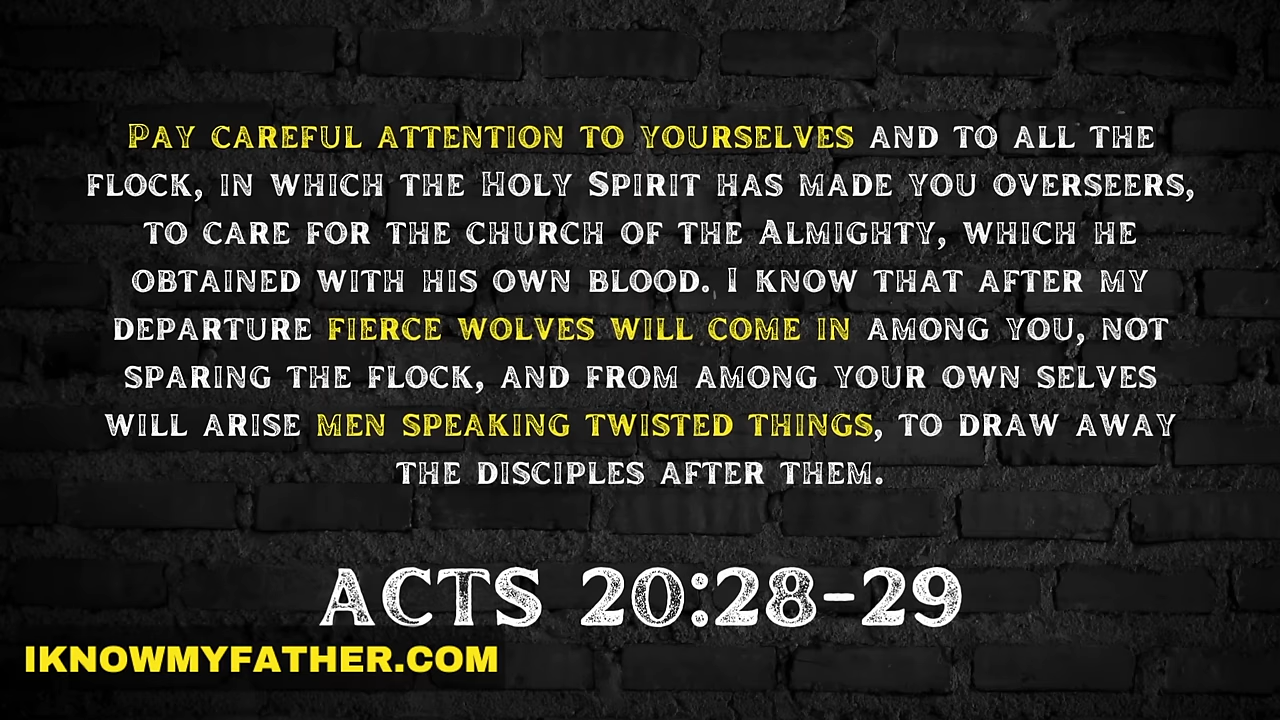 Pay careful attention to yourselves and to all the
flock, in which the Holy Spirit has made you overseers,
to care for the church of the Almighty, which he
obtained with his own blood. I know that after my
departure fierce wolves will come in among you, not
sparing the flock, and from among your own selves
will arise men speaking twisted things, to draw away
the disciples after them.
ACTS 20:28-29
IKNOWMYFATHER.COM